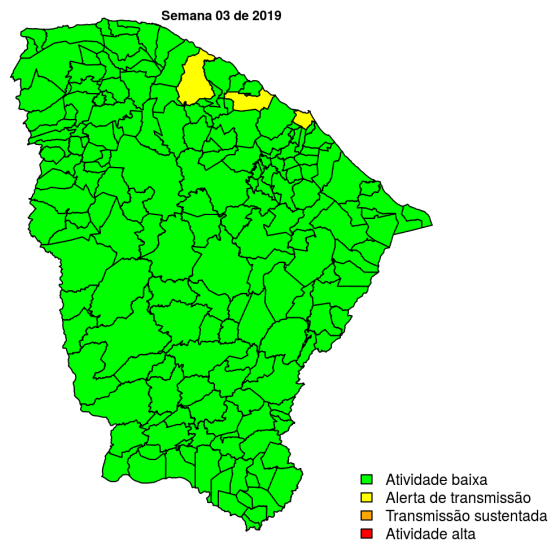 Semana 03 de 2019
Atividade baixa
Alerta de transmissão
Transmissão sustentada
Atividade alta